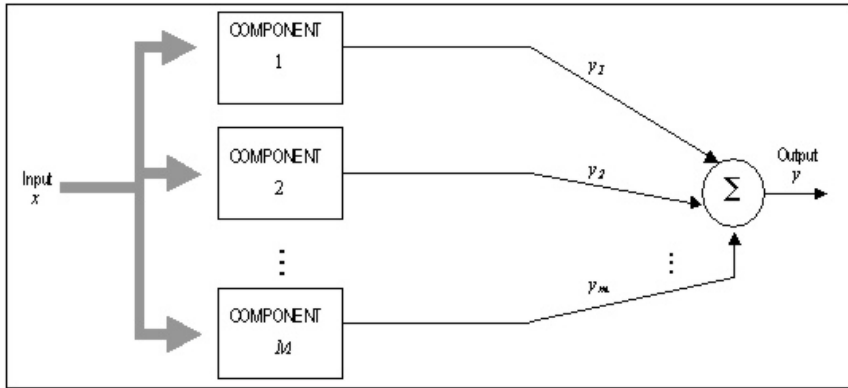 COMPONENT
1
y1
COMPONENT
2
y2
Input
x
Σ
Output
y
⋮
⋮
COMPONENT
M
ym